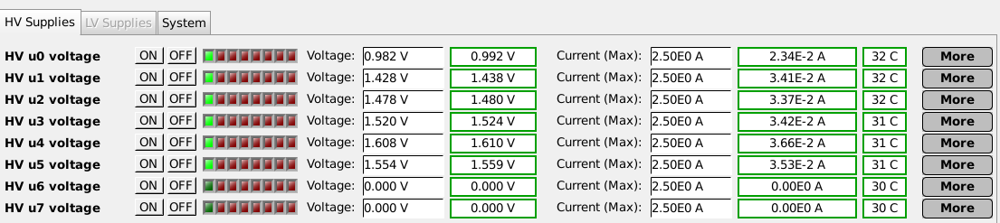 HV Supplies LV Supplies System
HV u0 voltage ON OFF Voltage: 0.982 V 0.992 V Current (Max): 2.50E0 A 2.34E-2 A 32 C More
HV u1 voltage ON OFF Voltage: 1.428 V 1.438 V Current (Max): 2.50E0 A 3.41E-2 A 32 C More
HV u2 voltage ON OFF Voltage: 1.478 V 1.480 V Current (Max): 2.50E0 A 3.37E-2 A 32 C More
HV u3 voltage ON OFF Voltage: 1.520 V 1.524 V Current (Max): 2.50E0 A 3.42E-2 A 31 C More
HV u4 voltage ON OFF Voltage: 1.608 V 1.610 V Current (Max): 2.50E0 A 3.66E-2 A 31 C More
HV u5 voltage ON OFF Voltage: 1.554 V 1.559 V Current (Max): 2.50E0 A 3.53E-2 A 31 C More
HV u6 voltage ON OFF Voltage: 0.000 V 0.000 V Current (Max): 2.50E0 A 0.00E0 A 30 C More
HV u7 voltage ON OFF Voltage: 0.000 V 0.000 V Current (Max): 2.50E0 A 0.00E0 A 30 C More